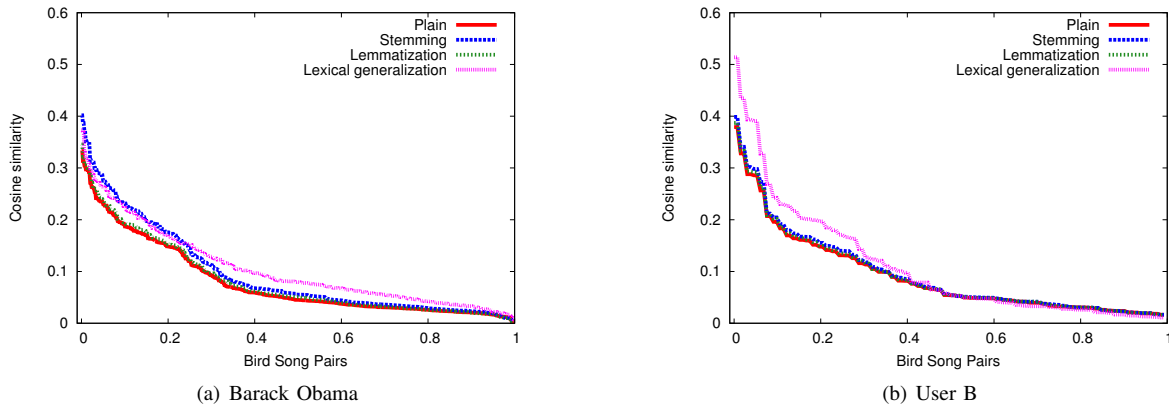 0.6
0.5
0.4
0.3
0.2
0.1
0
Cosine similarity
Plain
Stemming
Lemmatization
Lexical generalization
0 0.2 0.4 0.6 0.8 1
Bird Song Pairs
(a) Barack Obama
0.6
0.5
0.4
0.3
0.2
0.1
0
Cosine similarity
Plain
Stemming
Lemmatization
Lexical generalization
0 0.2 0.4 0.6 0.8 1
Bird Song Pairs
(b) User B